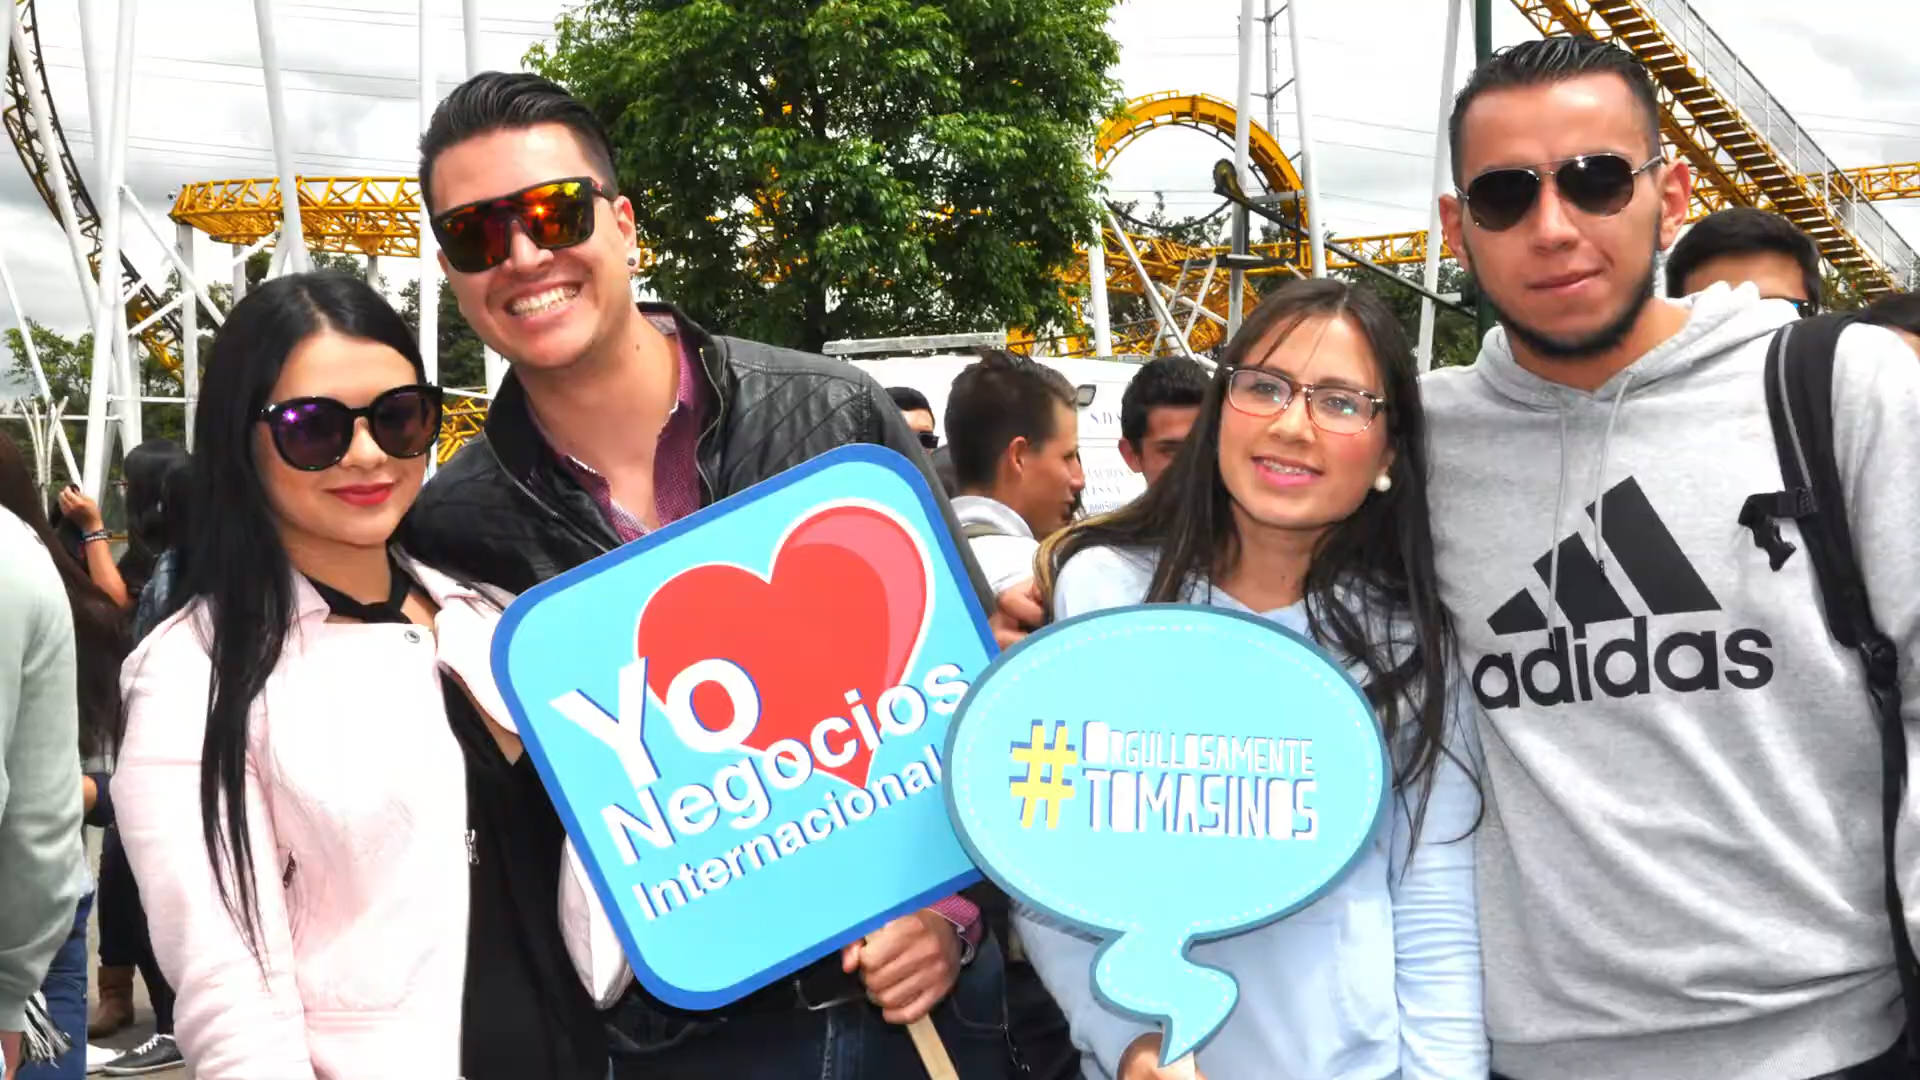 Yo
Negocios
Internacional
#ORGULLOSAMENTE
TOMASINOS
adidas